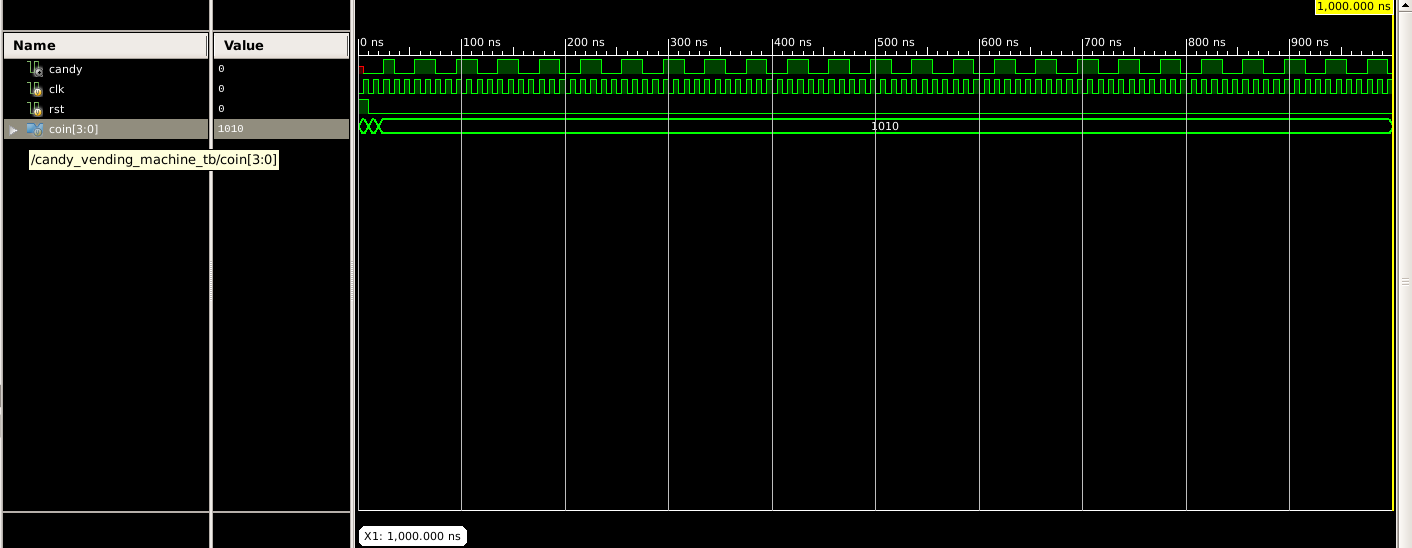 1,000.000 ns
Name Value 0 ns 100 ns 200 ns 300 ns 400 ns 500 ns 600 ns 700 ns 800 ns 900 ns
candy 0
clk 0
rst 0
coin[3:0] 1010 1010
/candy_vending_machine_tb/coin[3:0]
X1: 1,000.000 ns